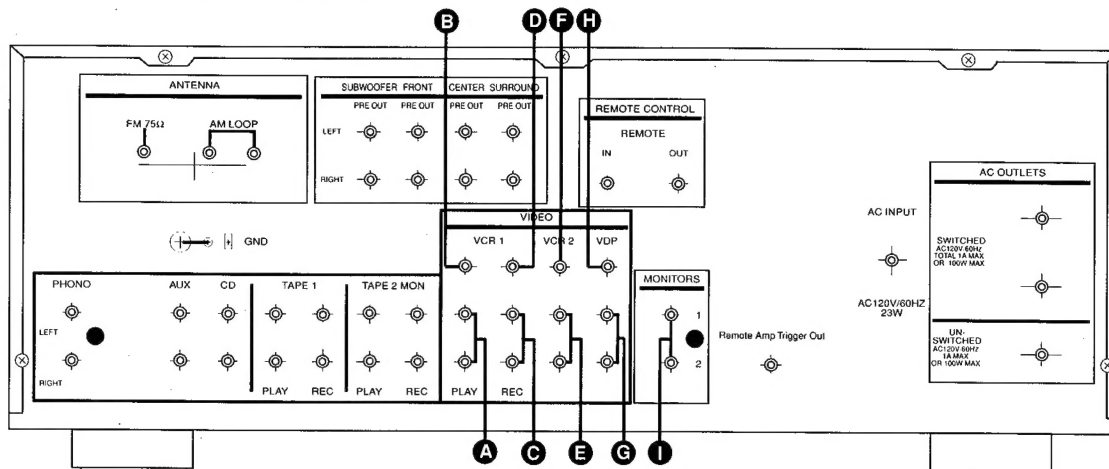 B D F H
ANTENNA
FM 75Ω AM LOOP
SUBWOOFER FRONT CENTER SURROUND
PRE OUT PRE OUT PRE OUT PRE OUT
LEFT
RIGHT
REMOTE CONTROL
REMOTE
IN OUT
AC OUTLETS
SWITCHED
AC120V 60Hz
TOTAL 1A MAX
OR 100W MAX
UN-
SWITCHED
AC120V 60Hz
1A MAX
OR 100W MAX
AC INPUT
AC120V/60HZ
23W
GND
VIDEO
VCR 1 VCR 2 VDP
PHONO AUX CD TAPE 1 TAPE 2 MON
LEFT
RIGHT
PLAY REC PLAY REC PLAY REC
MONITORS
1
2
Remote Amp Trigger Out
A C E G I